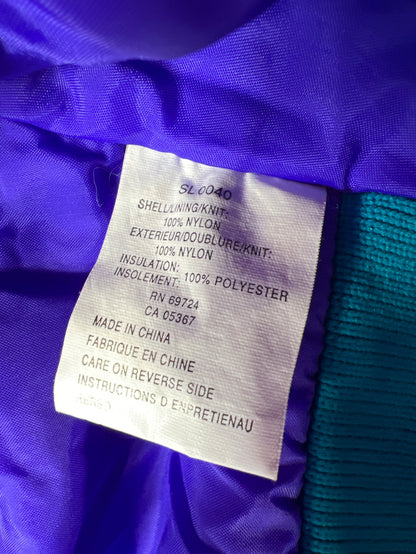 SL0040
SHELL/LINING/KNIT:
100% NYLON
EXTERIEUR/DOUBLURE/KNIT:
100% NYLON
INSULATION:
INSOLEMENT: 100% POLYESTER
RN 69724
CA 05367
MADE IN CHINA
FABRIQUE EN CHINE
CARE ON REVERSE SIDE
INSTRUCTIONS D ENPRETIENAU